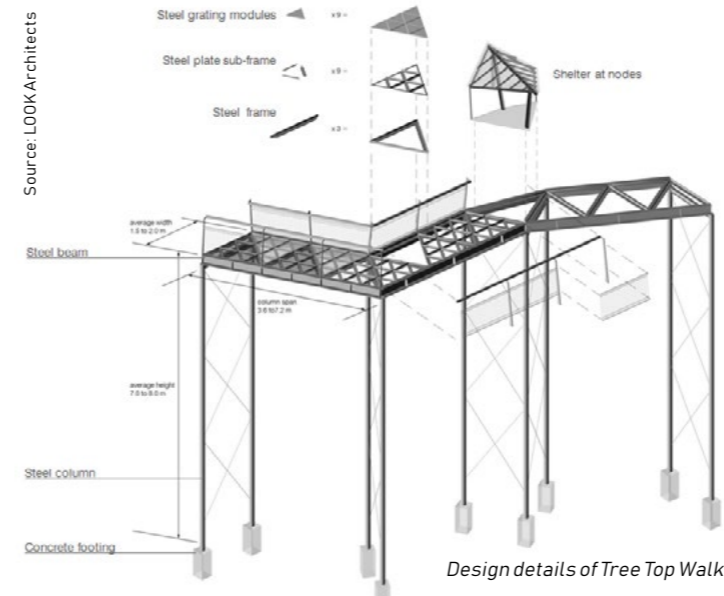 Source: LOOK Architects
Steel grating modules
x9 =
Steel plate sub-frame
x9 =
Steel frame
x3 =
Shelter at nodes
average width
1.5 to 2.0 m
Steel beam
column span
3.6 to 7.2 m
average height
7.0 to 8.0 m
Steel column
Concrete footing
Design details of Tree Top Walk